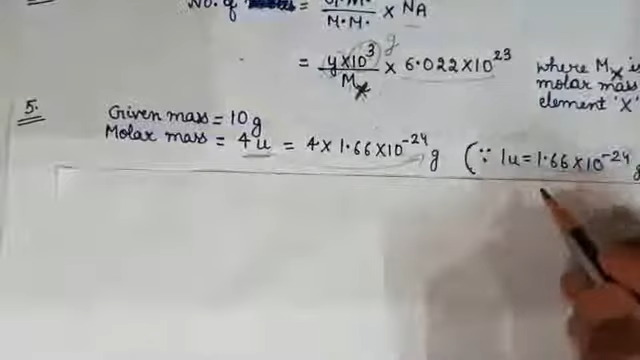 No. of = G.M. / M.M. × NA
= y×10³ g / Mx × 6.022×10²³ where Mx is
molar mass
element 'X'
5. Given mass = 10g
Molar mass = 4u = 4×1.66×10⁻²⁴ g (∵ 1u=1.66×10⁻²⁴ g